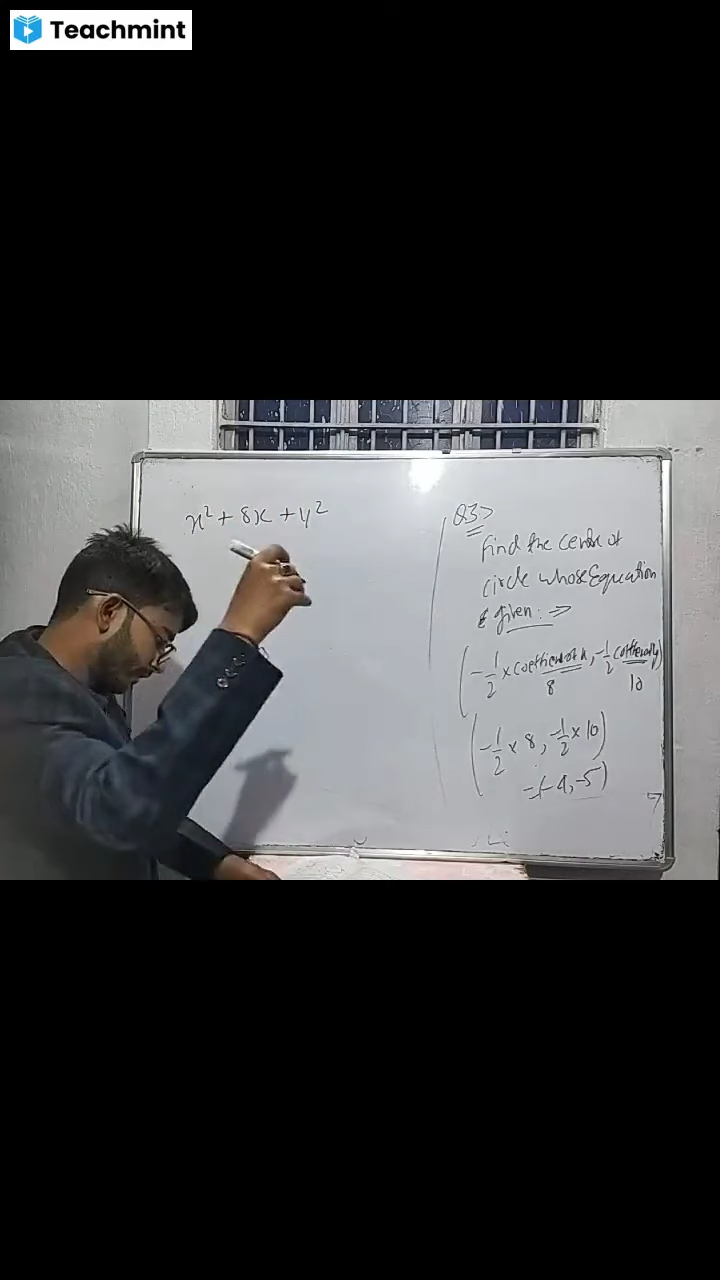 Teachmint
x² + 8x + y²
Q3>
find the centre of
circle whose Equation
given : ⇒
(-1/2 × coefficient of x, -1/2 coefficient of y)
8 10
(-1/2 × 8, -1/2 × 10)
=(-4, -5)